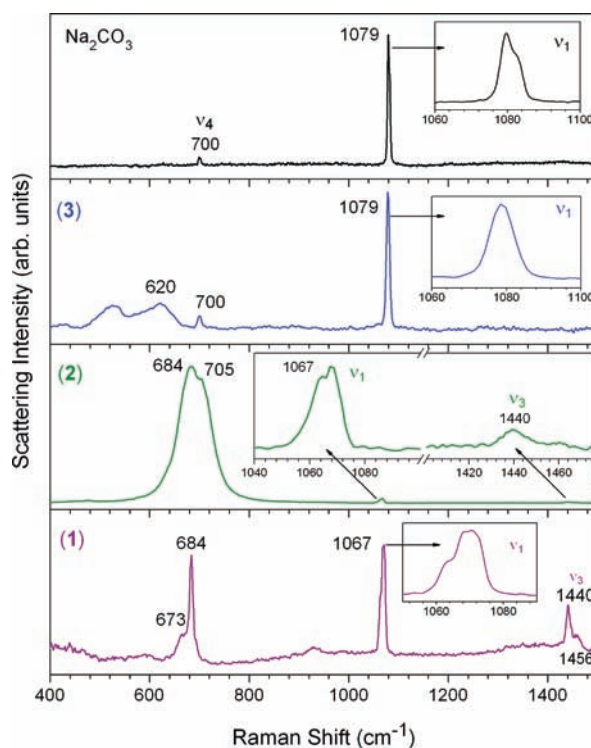 Na₂CO₃
1079
ν₁
1060 1080 1100
ν₄
700
(3)
1079
ν₁
1060 1080 1100
620
700
(2)
684 705
1067 ν₁
ν₃
1440
1040 1060 1080 1420 1440 1460
(1)
684
1067
ν₁
1060 1080
673
ν₃
1440
1456
400 600 800 1000 1200 1400
Raman Shift (cm⁻¹)
Scattering Intensity (arb. units)